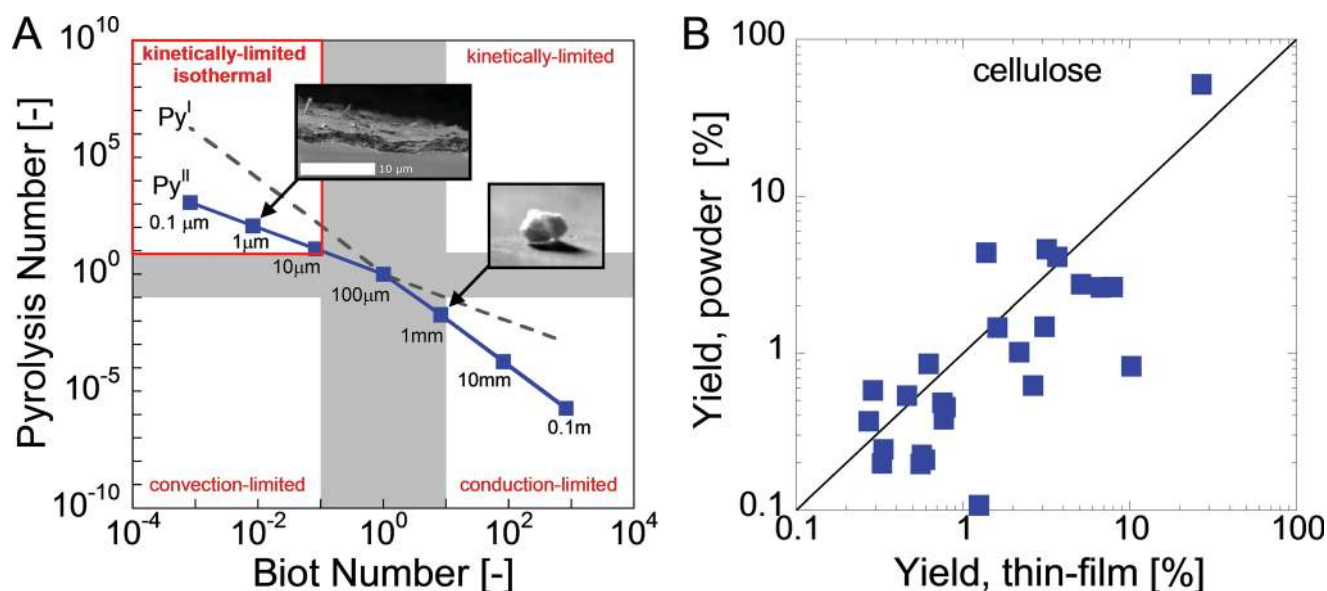 A
Pyrolysis Number [-]
10^10
10^5
10^0
10^-5
10^-10
kinetically-limited
isothermal
kinetically-limited
Py^I
Py^II
0.1 μm
1μm
10μm
100μm
1mm
10mm
0.1m
10 μm
convection-limited
conduction-limited
10^-4
10^-2
10^0
10^2
10^4
Biot Number [-]
B
cellulose
Yield, powder [%]
100
10
1
0.1
0.1
1
10
100
Yield, thin-film [%]